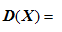 D(X) =